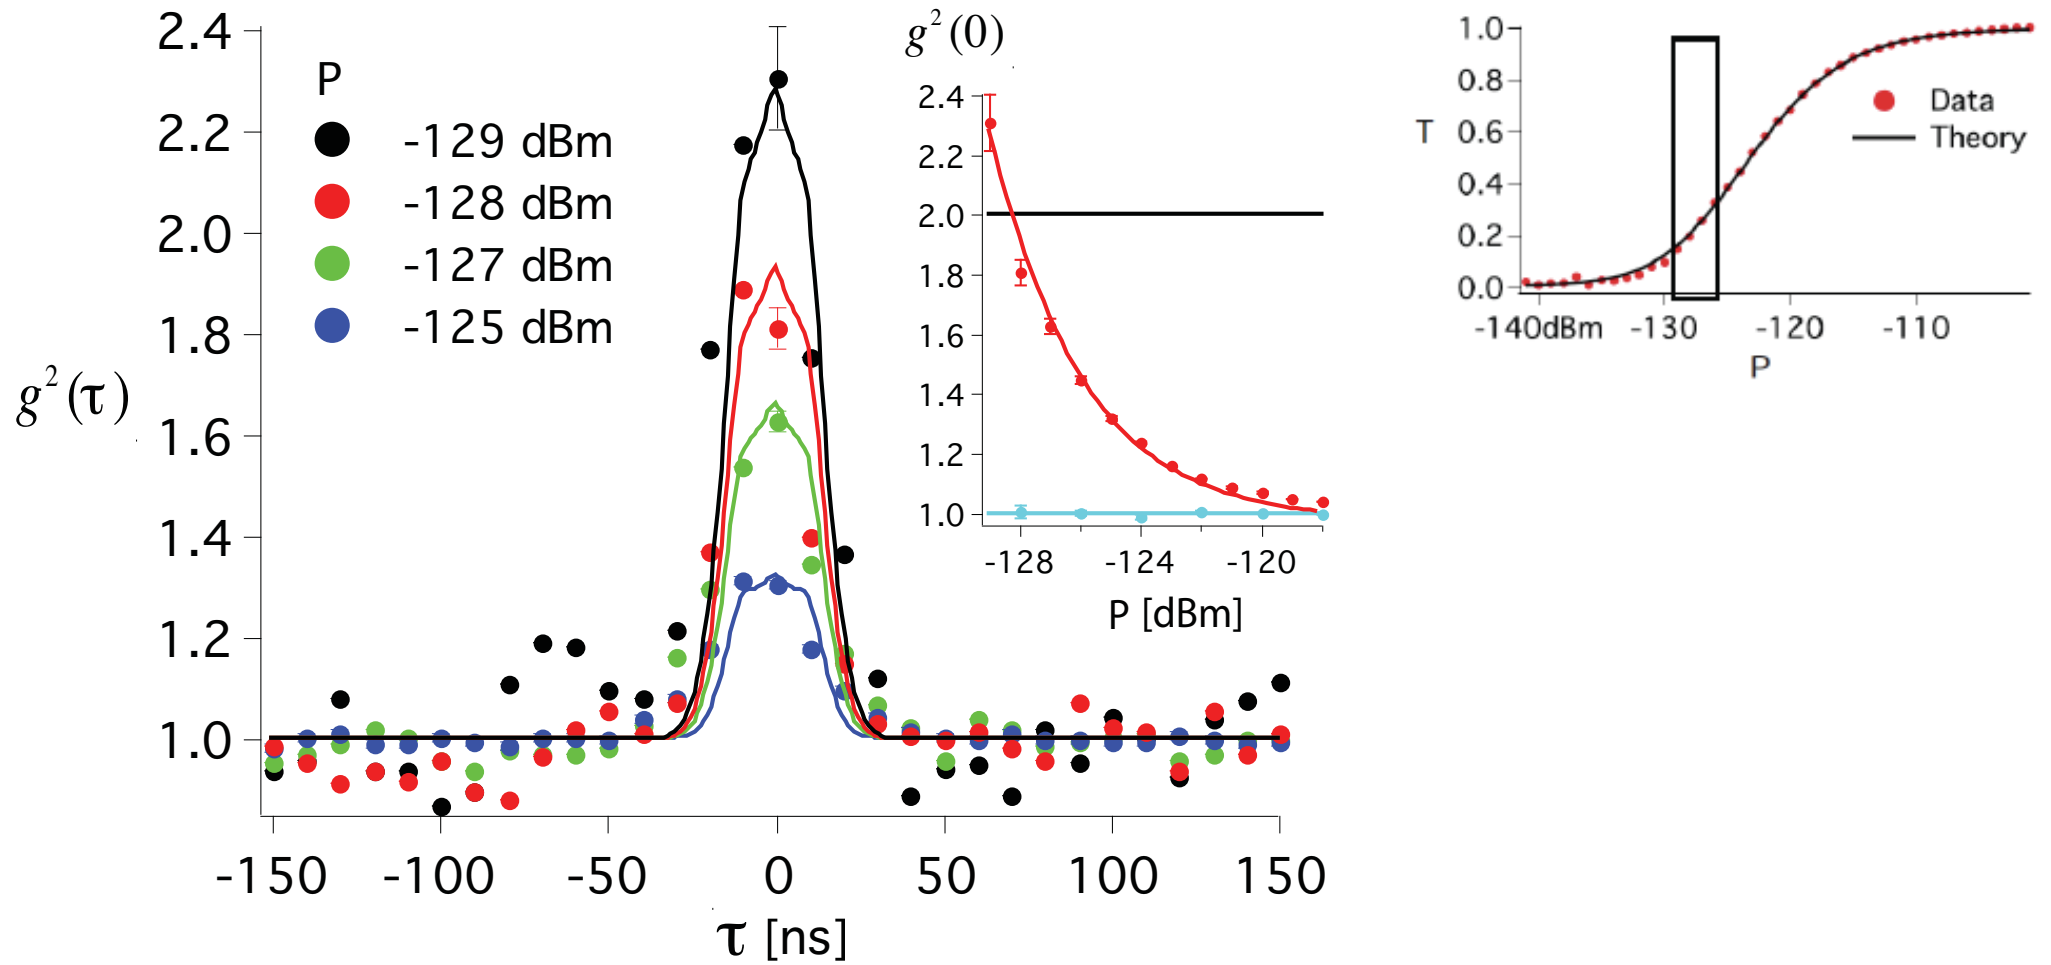 2.4
2.2
2.0
1.8
1.6
1.4
1.2
1.0
g²(τ)
-150 -100 -50 0 50 100 150
τ [ns]
P
-129 dBm
-128 dBm
-127 dBm
-125 dBm
g²(0)
2.4
2.2
2.0
1.8
1.6
1.4
1.2
1.0
-128 -124 -120
P [dBm]
1.0
0.8
0.6
0.4
0.2
0.0
T
Data
Theory
-140dBm -130 -120 -110
P